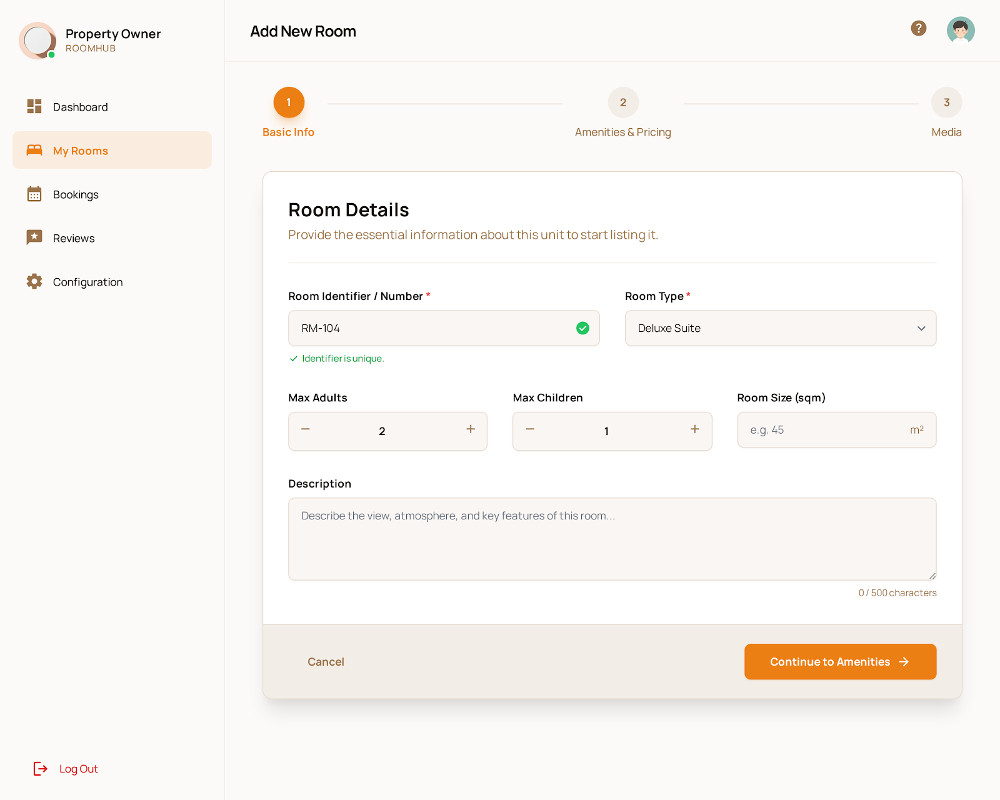 Property Owner
ROOMHUB
Dashboard
My Rooms
Bookings
Reviews
Configuration
Log Out
Add New Room
?
1
Basic Info
2
Amenities & Pricing
3
Media
Room Details
Provide the essential information about this unit to start listing it.
Room Identifier / Number *
RM-104
Identifier is unique.
Room Type *
Deluxe Suite
Max Adults
− 2 +
Max Children
− 1 +
Room Size (sqm)
e.g. 45 m²
Description
Describe the view, atmosphere, and key features of this room...
0 / 500 characters
Cancel
Continue to Amenities →